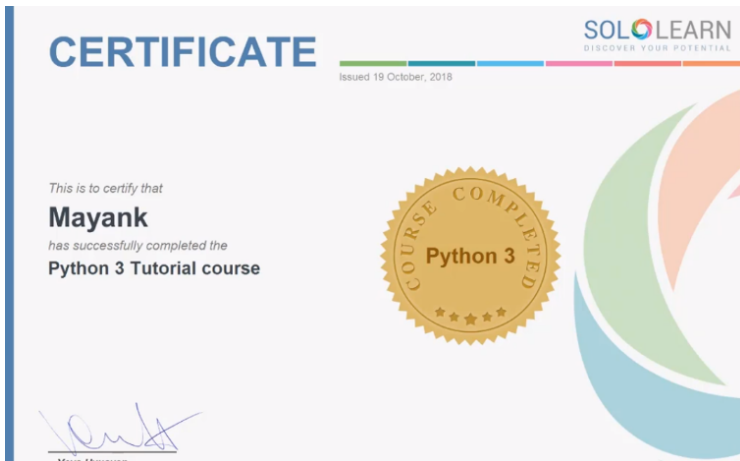 CERTIFICATE
SOLOLEARN
DISCOVER YOUR POTENTIAL
Issued 19 October, 2018
This is to certify that
Mayank
has successfully completed the
Python 3 Tutorial course
COURSE COMPLETED
Python 3